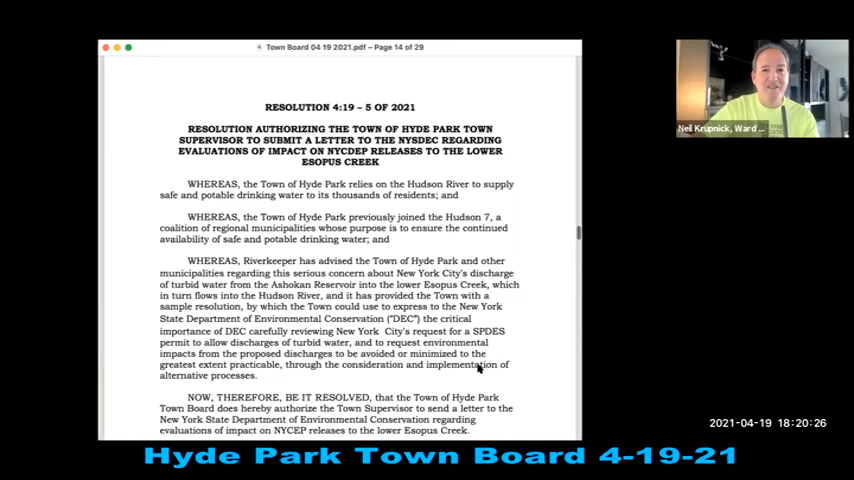 Town Board 04 19 2021.pdf – Page 14 of 29
RESOLUTION 4:19 – 5 OF 2021
RESOLUTION AUTHORIZING THE TOWN OF HYDE PARK TOWN
SUPERVISOR TO SUBMIT A LETTER TO THE NYSDEC REGARDING
EVALUATIONS OF IMPACT ON NYCDEP RELEASES TO THE LOWER
ESOPUS CREEK
WHEREAS, the Town of Hyde Park relies on the Hudson River to supply
safe and potable drinking water to its thousands of residents; and
WHEREAS, the Town of Hyde Park previously joined the Hudson 7, a
coalition of regional municipalities whose purpose is to ensure the continued
availability of safe and potable drinking water; and
WHEREAS, Riverkeeper has advised the Town of Hyde Park and other
municipalities regarding this serious concern about New York City's discharge
of turbid water from the Ashokan Reservoir into the lower Esopus Creek, which
in turn flows into the Hudson River, and it has provided the Town with a
sample resolution, by which the Town could use to express to the New York
State Department of Environmental Conservation ("DEC") the critical
importance of DEC carefully reviewing New York City's request for a SPDES
permit to allow discharges of turbid water, and to request environmental
impacts from the proposed discharges to be avoided or minimized to the
greatest extent practicable, through the consideration and implementation of
alternative processes.
NOW, THEREFORE, BE IT RESOLVED, that the Town of Hyde Park
Town Board does hereby authorize the Town Supervisor to send a letter to the
New York State Department of Environmental Conservation regarding
evaluations of impact on NYCEP releases to the lower Esopus Creek.
Neil Krupnick, Ward ...
2021-04-19 18:20:26
Hyde Park Town Board 4-19-21